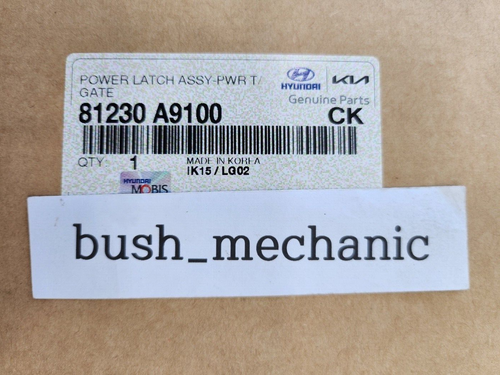 POWER LATCH ASSY-PWR T/
GATE
HYUNDAI KIA
Genuine Parts
81230 A9100 CK
QTY 1 MADE IN KOREA
IK15 / LG02
HYUNDAI
MOBIS
bush_mechanic